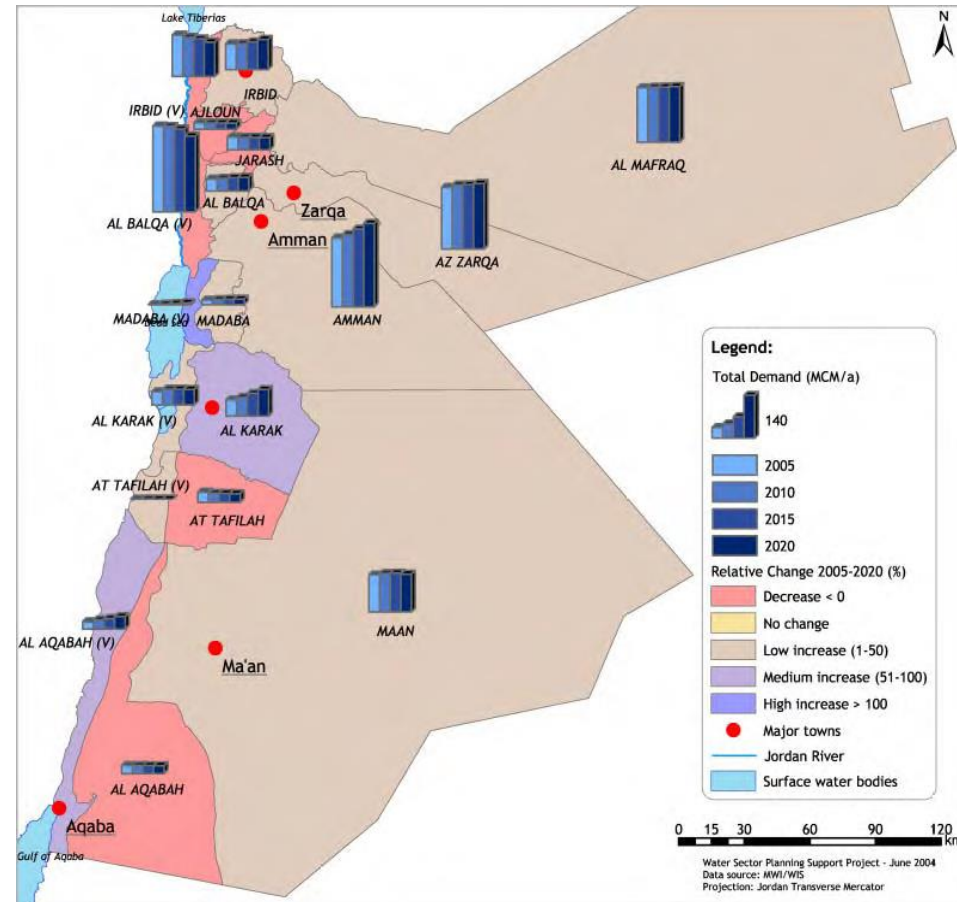 Lake Tiberias
N
IRBID
IRBID (V)
AJLOUN
JARASH
AL MAFRAQ
AL BALQA
AL BALQA (V)
Zarqa
Amman
AZ ZARQA
MADABA (V)
Dead Sea
MADABA
AMMAN
AL KARAK (V)
AL KARAK
AT TAFILAH (V)
AT TAFILAH
MAAN
AL AQABAH (V)
Ma'an
AL AQABAH
Aqaba
Gulf of Aqaba
Legend:
Total Demand (MCM/a)
140
2005
2010
2015
2020
Relative Change 2005-2020 (%)
Decrease < 0
No change
Low increase (1-50)
Medium increase (51-100)
High increase > 100
Major towns
Jordan River
Surface water bodies
0 15 30 60 90 120
km
Water Sector Planning Support Project - June 2004
Data source: MWI/WIS
Projection: Jordan Transverse Mercator